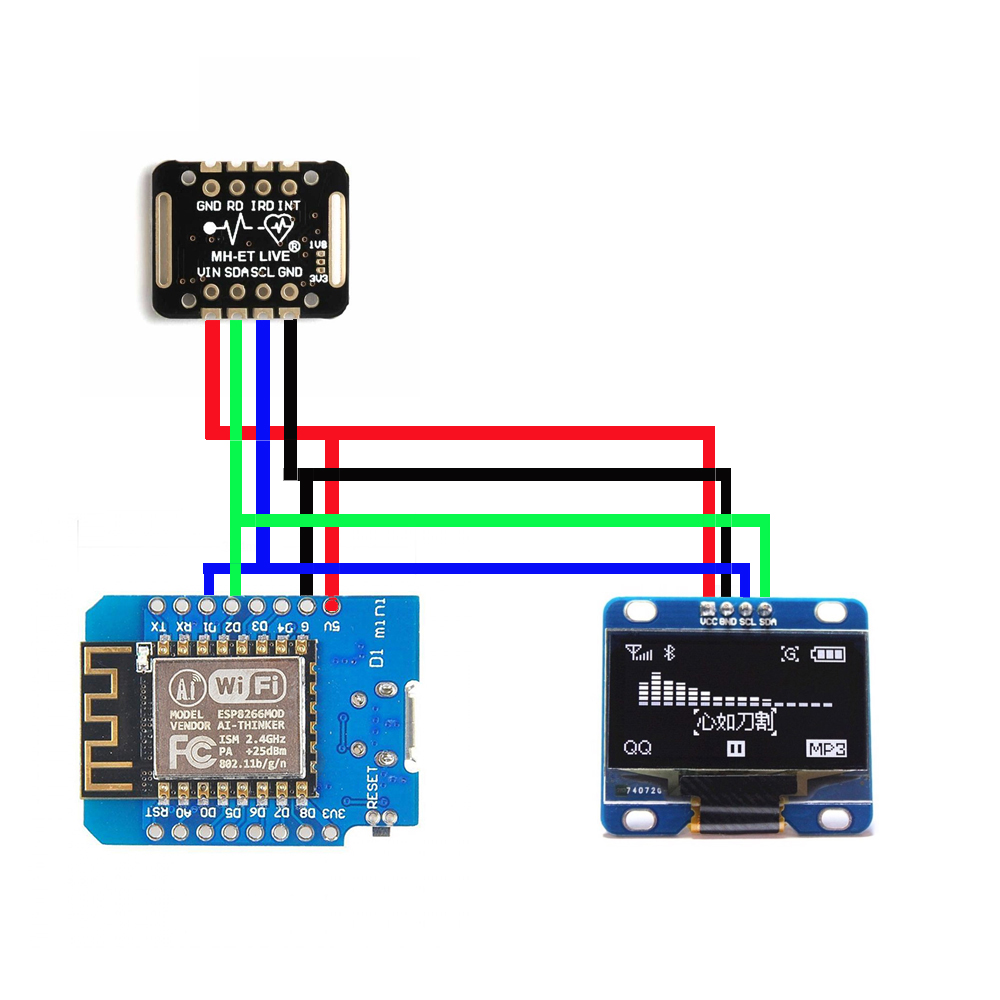 GND RD IRD INT
1V8
MH-ET LIVE ®
3V3
VIN SDA SCL GND
TX RX D1 D2 D3 D4 G 5V
D1 mini
Ai WiFi
MODEL ESP8266MOD
VENDOR AI-THINKER
FC ISM 2.4GHz
PA +25dBm
802.11b/g/n
RESET
RST A0 D0 D5 D6 D7 D8 3V3
VCC GND SCL SDA
G
心如刀割
QQ MP3
74072G